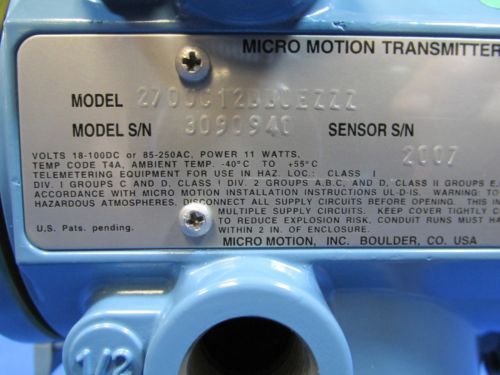 MICRO MOTION TRANSMITTER
MODEL
MODEL S/N 3090940 SENSOR S/N
2007
VOLTS 18-100DC or 85-250AC, POWER 11 WATTS,
TEMP CODE T4A, AMBIENT TEMP. -40°C TO +55°C
TELEMETERING EQUIPMENT FOR HAZ. LOC.: CLASS I
DIV. I GROUPS C AND D, CLASS I DIV. 2 GROUPS A,B,C, AND D, CLASS II GROUPS E,
ACCORDANCE WITH MICRO MOTION INSTALLATION INSTRUCTIONS UL-D-IS. WARNING: TO
HAZARDOUS ATMOSPHERES, DISCONNECT ALL SUPPLY CIRCUITS BEFORE OPENING. THIS IN
MULTIPLE SUPPLY CIRCUITS. KEEP COVER TIGHTLY C
TO REDUCE EXPLOSION RISK, CONDUIT RUNS MUST HA
U.S. Pats. pending. WITHIN 2 IN. OF ENCLOSURE.
MICRO MOTION, INC. BOULDER, CO. USA
1/2